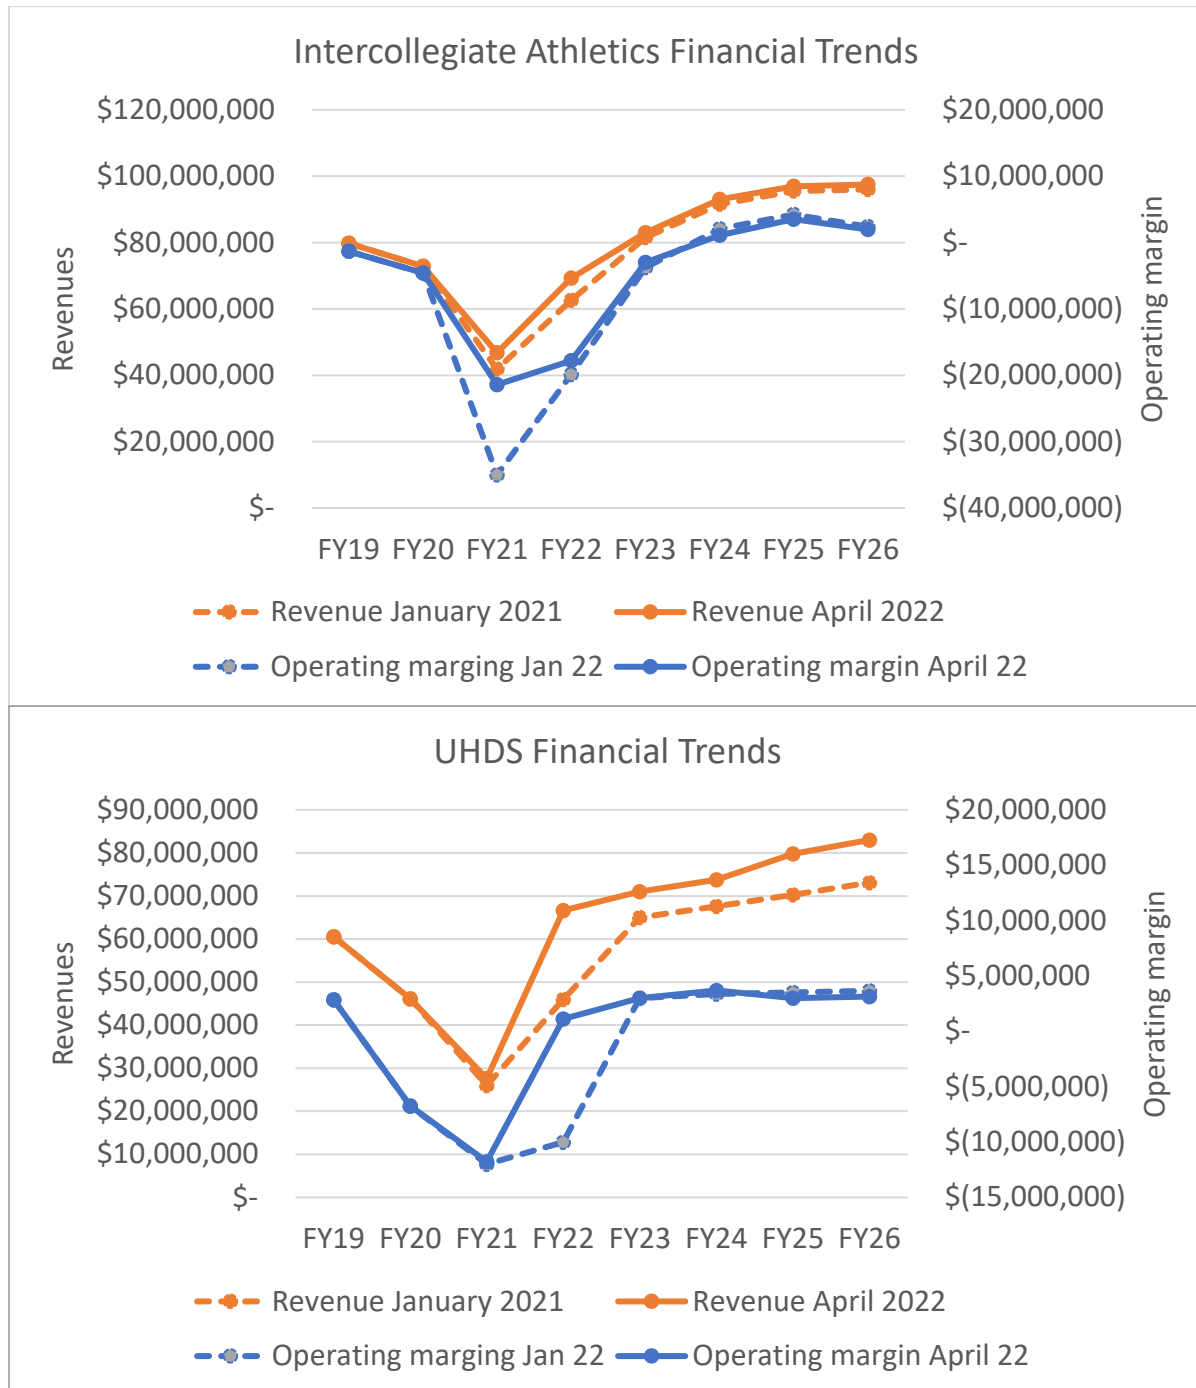 Intercollegiate Athletics Financial Trends
$120,000,000 $20,000,000
$100,000,000 $10,000,000
$80,000,000 $-
$60,000,000 $(10,000,000)
$40,000,000 $(20,000,000)
$20,000,000 $(30,000,000)
$- $(40,000,000)
Revenues
Operating margin
FY19 FY20 FY21 FY22 FY23 FY24 FY25 FY26
Revenue January 2021 Revenue April 2022
Operating marging Jan 22 Operating margin April 22
UHDS Financial Trends
$90,000,000 $20,000,000
$80,000,000 $15,000,000
$70,000,000 $10,000,000
$60,000,000 $5,000,000
$50,000,000 $-
$40,000,000 $(5,000,000)
$30,000,000 $(10,000,000)
$20,000,000 $(15,000,000)
$10,000,000
$-
Revenues
Operating margin
FY19 FY20 FY21 FY22 FY23 FY24 FY25 FY26
Revenue January 2021 Revenue April 2022
Operating marging Jan 22 Operating margin April 22